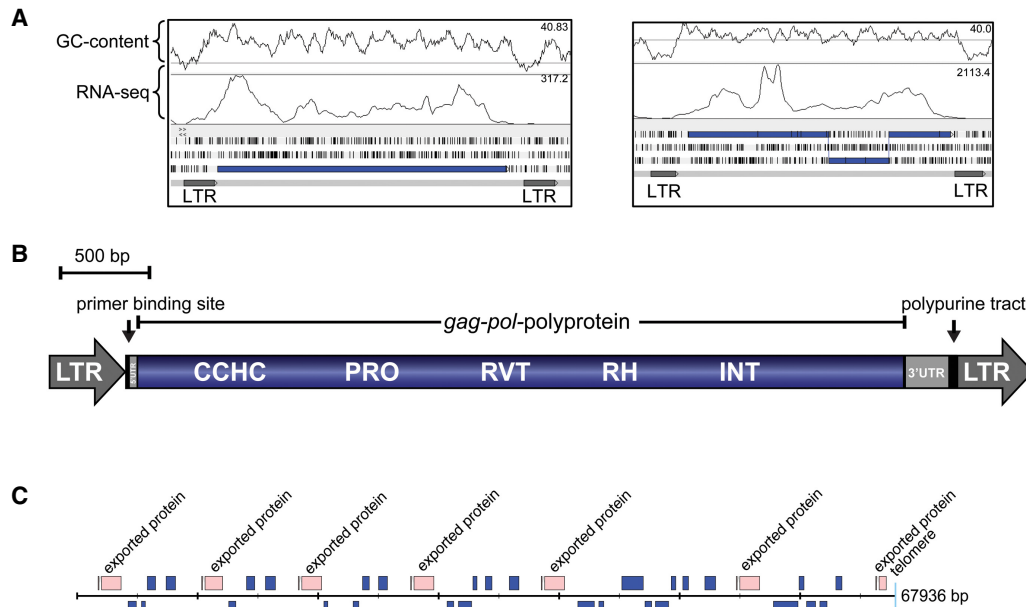 A
GC-content
RNA-seq
40.83
317.2
>>
<<
LTR
LTR
40.0
2113.4
LTR
LTR
B
500 bp
primer binding site
gag-pol-polyprotein
polypurine tract
LTR
5'UTR
CCHC
PRO
RVT
RH
INT
3'UTR
LTR
C
exported protein
exported protein
exported protein
exported protein
exported protein
exported protein
exported protein
telomere
67936 bp